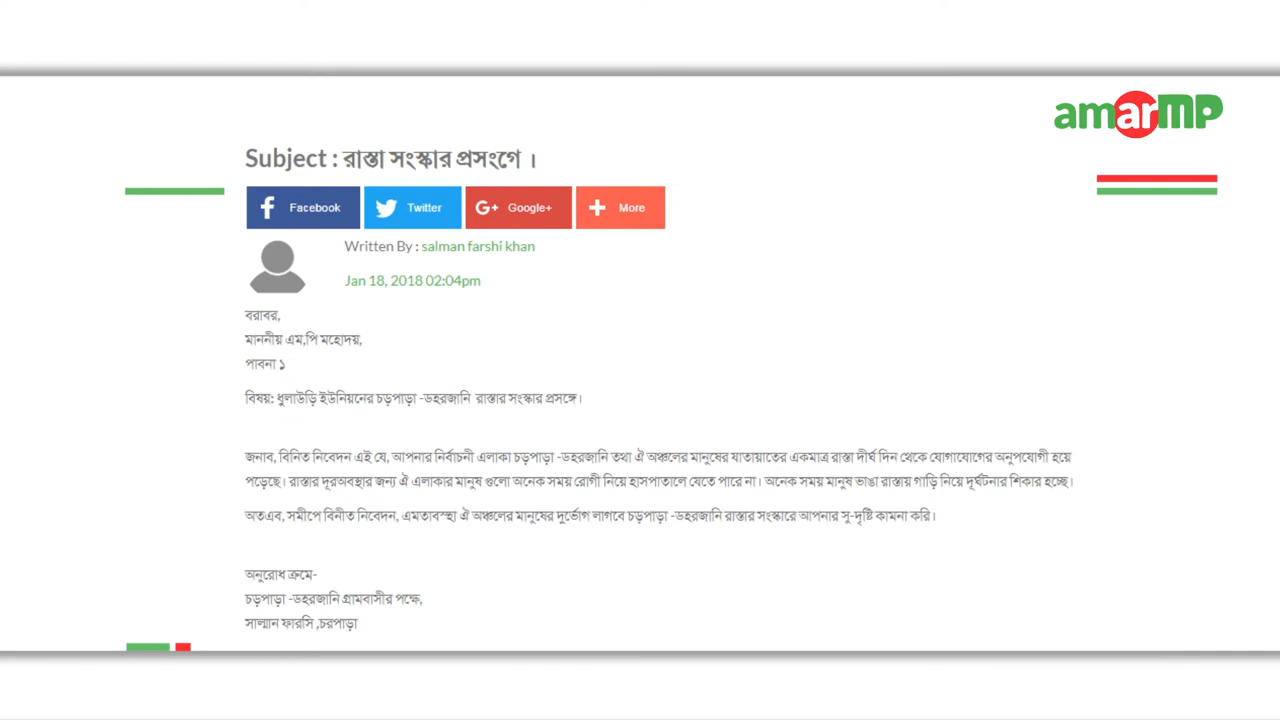 amarMP
Subject : রাস্তা সংস্কার প্রসংগে ।
Facebook Twitter Google+ More
Written By : salman farshi khan
Jan 18, 2018 02:04pm
বরাবর,
মাননীয় এম,পি মহোদয়,
পাবনা ১
বিষয়: ধুলাউড়ি ইউনিয়নের চড়পাড়া -ডহরজানি রাস্তার সংস্কার প্রসঙ্গে।
জনাব, বিনিত নিবেদন এই যে, আপনার নির্বাচনী এলাকা চড়পাড়া -ডহরজানি তথা ঐ অঞ্চলের মানুষের যাতায়াতের একমাত্র রাস্তা দীর্ঘ দিন থেকে যোগাযোগের অনুপযোগী হয়ে
পড়েছে। রাস্তার দূরঅবস্থার জন্য ঐ এলাকার মানুষ গুলো অনেক সময় রোগী নিয়ে হাসপাতালে যেতে পারে না। অনেক সময় মানুষ ভাঙা রাস্তায় গাড়ি নিয়ে দূর্ঘটনার শিকার হচ্ছে।
অতএব, সমীপে বিনীত নিবেদন, এমতাবস্হা ঐ অঞ্চলের মানুষের দুর্ভোগ লাগবে চড়পাড়া -ডহরজানি রাস্তার সংস্কারে আপনার সু-দৃষ্টি কামনা করি।
অনুরোধ ক্রমে-
চড়পাড়া -ডহরজানি গ্রামবাসীর পক্ষে,
সাল্মান ফারসি ,চরপাড়া